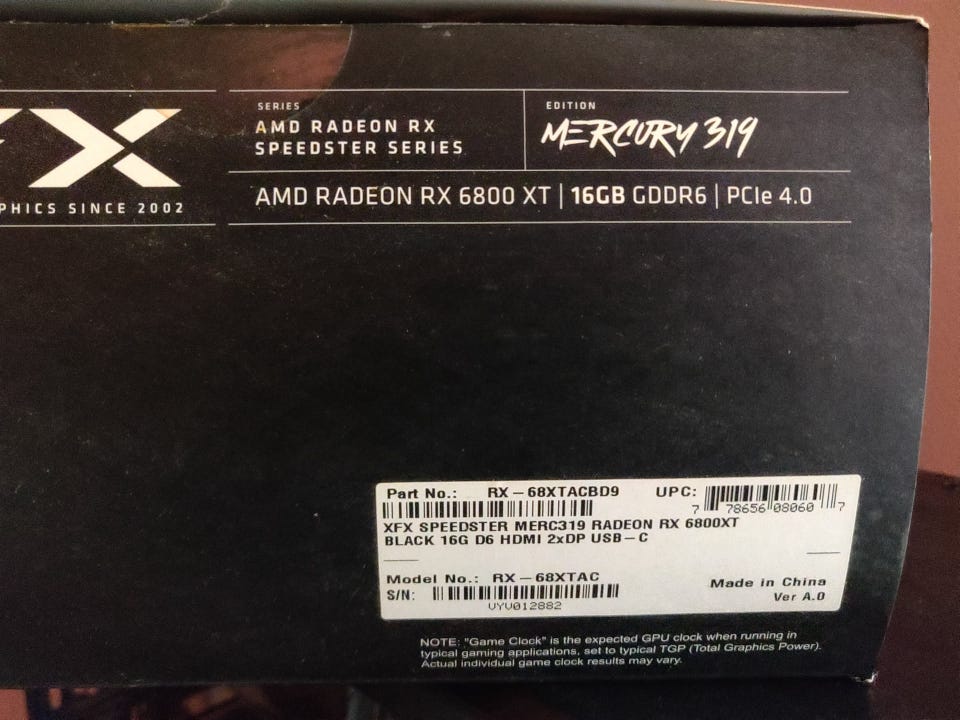 FX
PHICS SINCE 2002
SERIES
AMD RADEON RX
SPEEDSTER SERIES
EDITION
MERCURY 319
AMD RADEON RX 6800 XT | 16GB GDDR6 | PCIe 4.0
Part No.: RX-68XTACBD9 UPC:
7 78656 08060 7
XFX SPEEDSTER MERC319 RADEON RX 6800XT
BLACK 16G D6 HDMI 2xDP USB-C
Model No.: RX-68XTAC Made in China
S/N: Ver A.0
VYV012882
NOTE: "Game Clock" is the expected GPU clock when running in
typical gaming applications, set to typical TGP (Total Graphics Power).
Actual individual game clock results may vary.